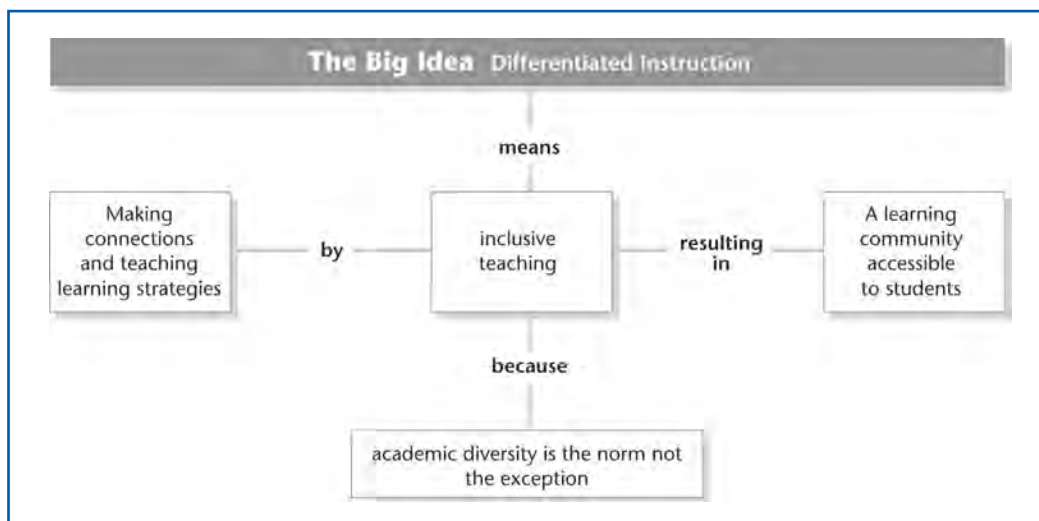 The Big Idea Differentiated Instruction
means
Making
connections
and teaching
learning strategies
by
inclusive
teaching
resulting
in
A learning
community
accessible
to students
because
academic diversity is the norm not
the exception